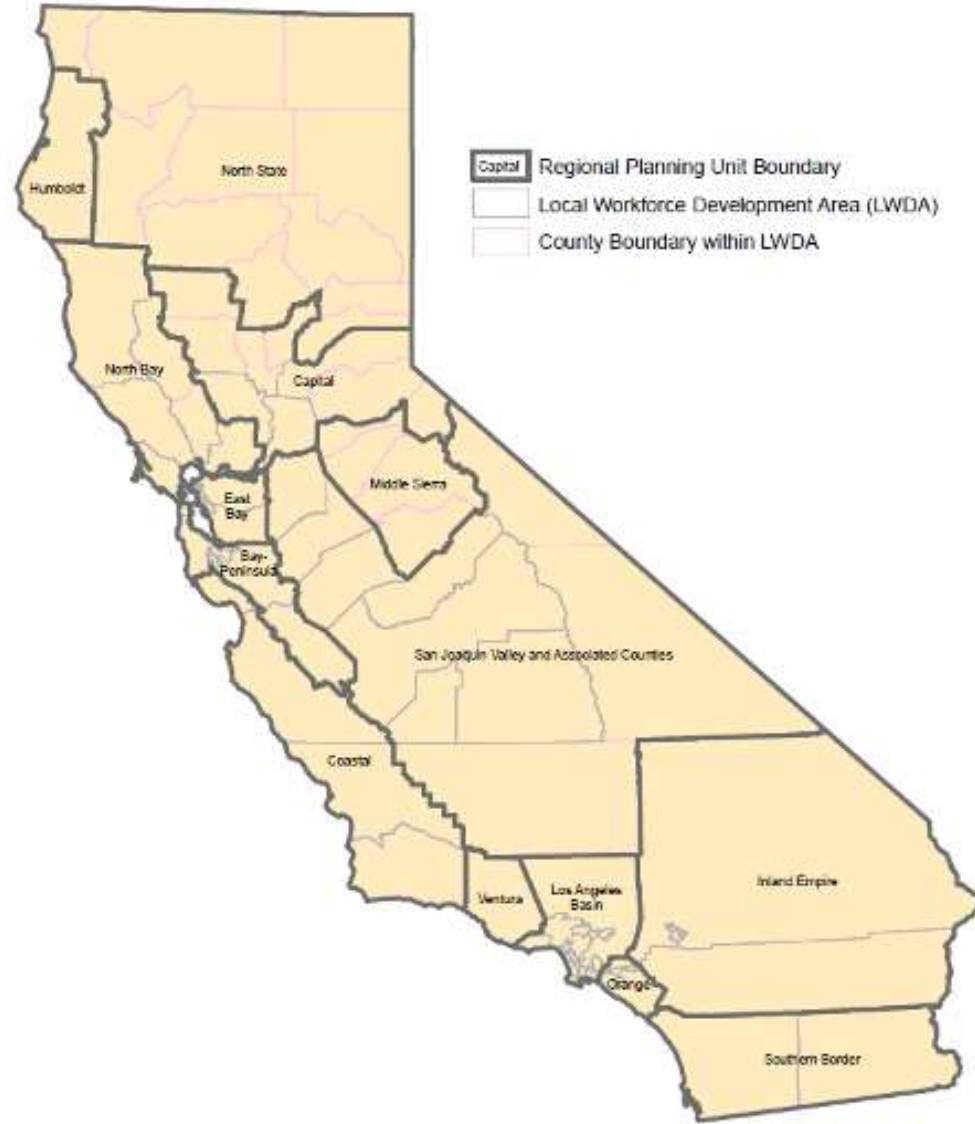 Capital Regional Planning Unit Boundary
Local Workforce Development Area (LWDA)
County Boundary within LWDA
North State
Humboldt
North Bay
Capital
Middle Sierra
East
Bay
Bay-
Peninsula
San Joaquin Valley and Associated Counties
Coastal
Inland Empire
Ventura
Los Angeles
Basin
Orange
Southern Border